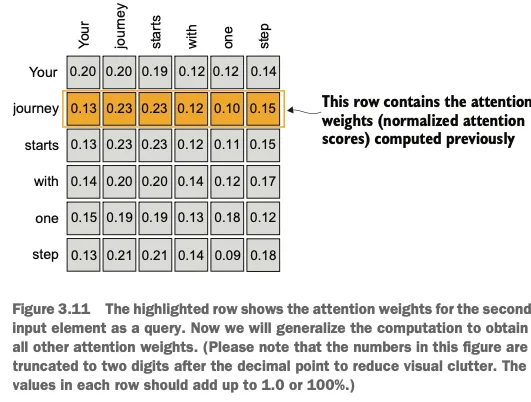 Your journey starts with one step
Your 0.20 0.20 0.19 0.12 0.12 0.14
journey 0.13 0.23 0.23 0.12 0.10 0.15
This row contains the attention
weights (normalized attention
scores) computed previously
starts 0.13 0.23 0.23 0.12 0.11 0.15
with 0.14 0.20 0.20 0.14 0.12 0.17
one 0.15 0.19 0.19 0.13 0.18 0.12
step 0.13 0.21 0.21 0.14 0.09 0.18
Figure 3.11 The highlighted row shows the attention weights for the second
input element as a query. Now we will generalize the computation to obtain
all other attention weights. (Please note that the numbers in this figure are
truncated to two digits after the decimal point to reduce visual clutter. The
values in each row should add up to 1.0 or 100%.)